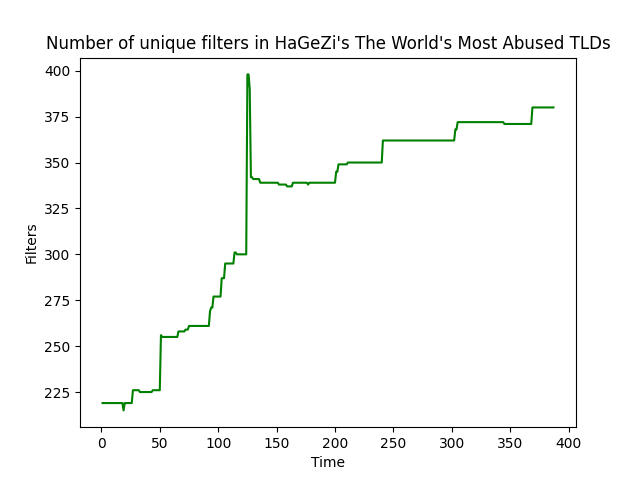 Number of unique filters in HaGeZi's The World's Most Abused TLDs
400
375
350
325
300
275
250
225
Filters
0 50 100 150 200 250 300 350 400
Time